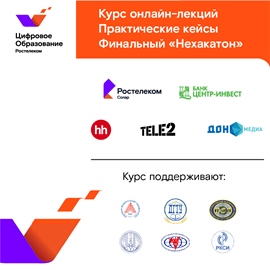 Цифровое
Образование
Ростелеком
Курс онлайн-лекций
Практические кейсы
Финальный «Нехакатон»
Ростелеком
Солар
БАНК
ЦЕНТР-ИНВЕСТ
hh
TELE2
ДОН МЕДИА
Курс поддерживают:
РКСИ